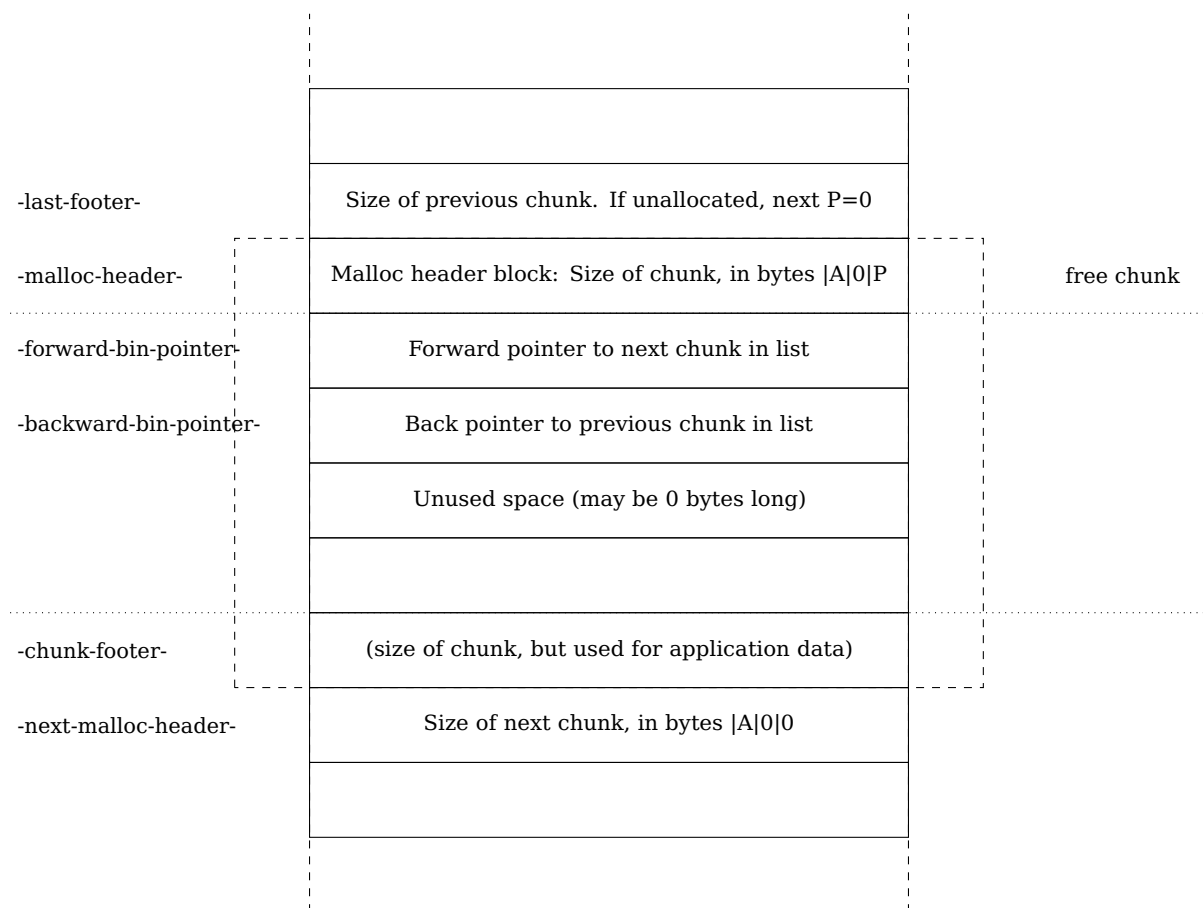 -last-footer-
Size of previous chunk. If unallocated, next P=0
-malloc-header-
Malloc header block: Size of chunk, in bytes |A|0|P
free chunk
-forward-bin-pointer-
Forward pointer to next chunk in list
-backward-bin-pointer-
Back pointer to previous chunk in list
Unused space (may be 0 bytes long)
-chunk-footer-
(size of chunk, but used for application data)
-next-malloc-header-
Size of next chunk, in bytes |A|0|0